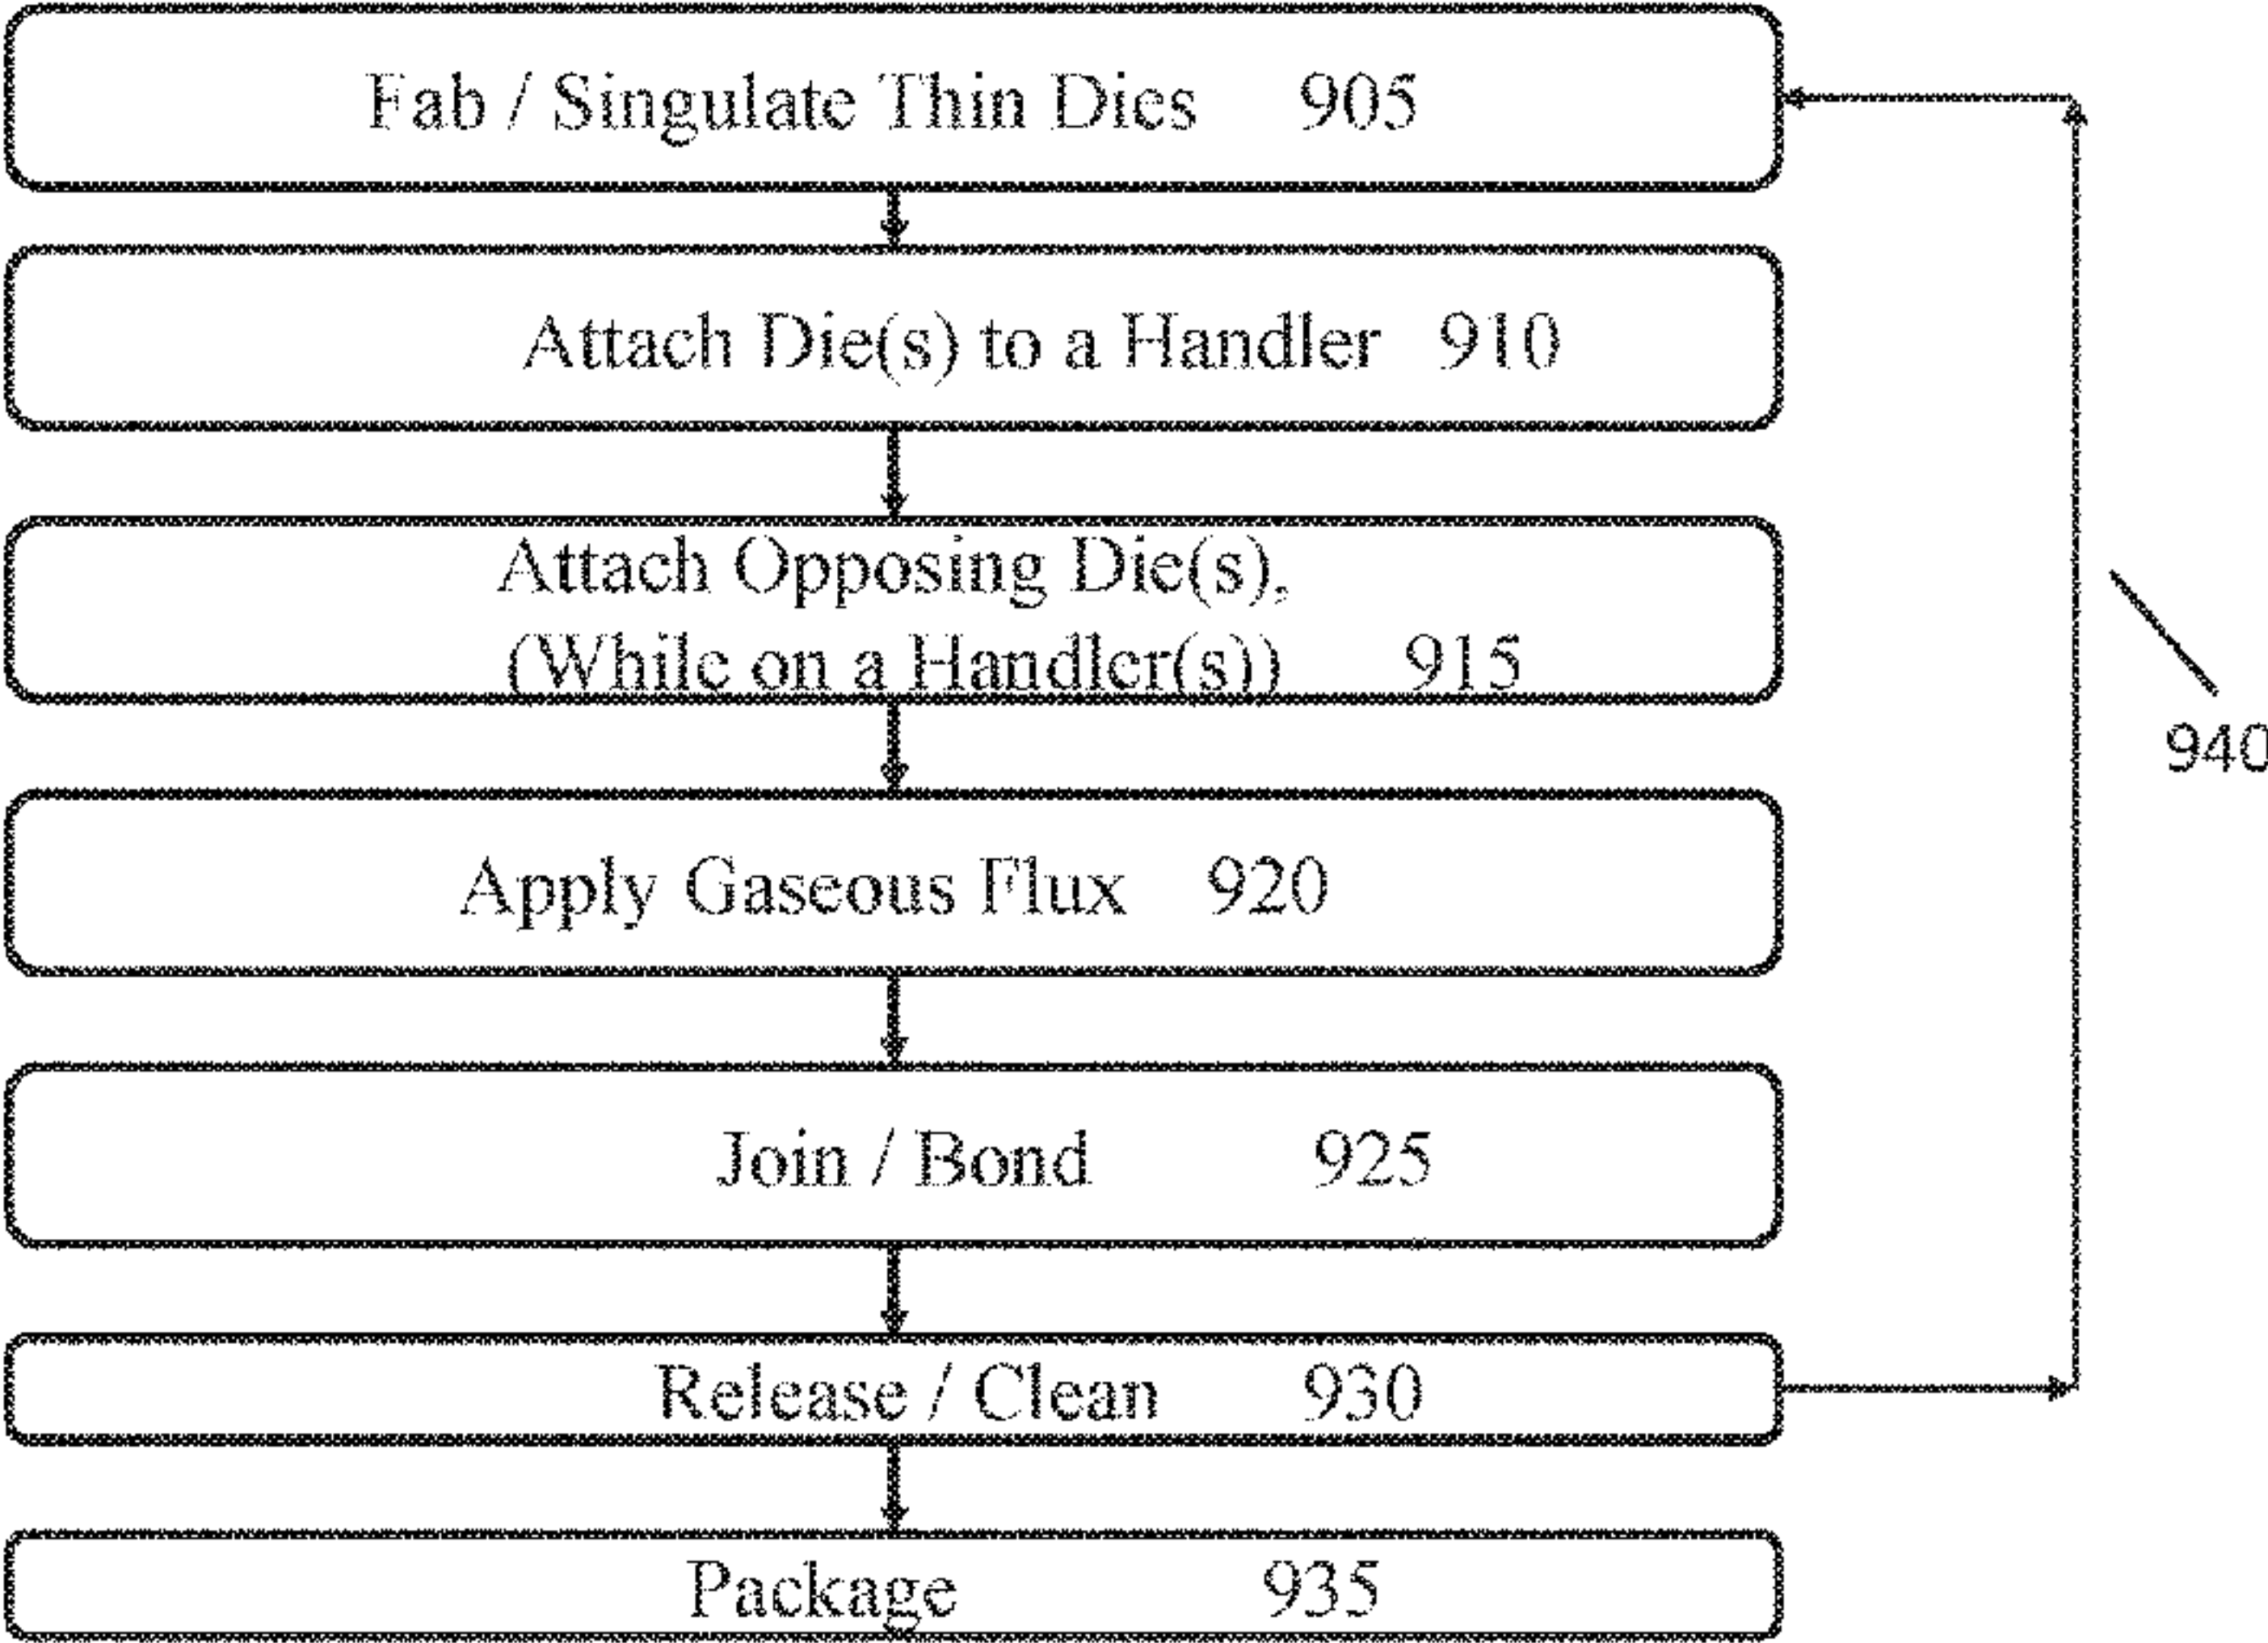 Fab / Singulate Thin Dies 905
Attach Die(s) to a Handler 910
Attach Opposing Die(s),
(While on a Handler(s)) 915
Apply Gaseous Flux 920
Join / Bond 925
Release / Clean 930
Package 935
940